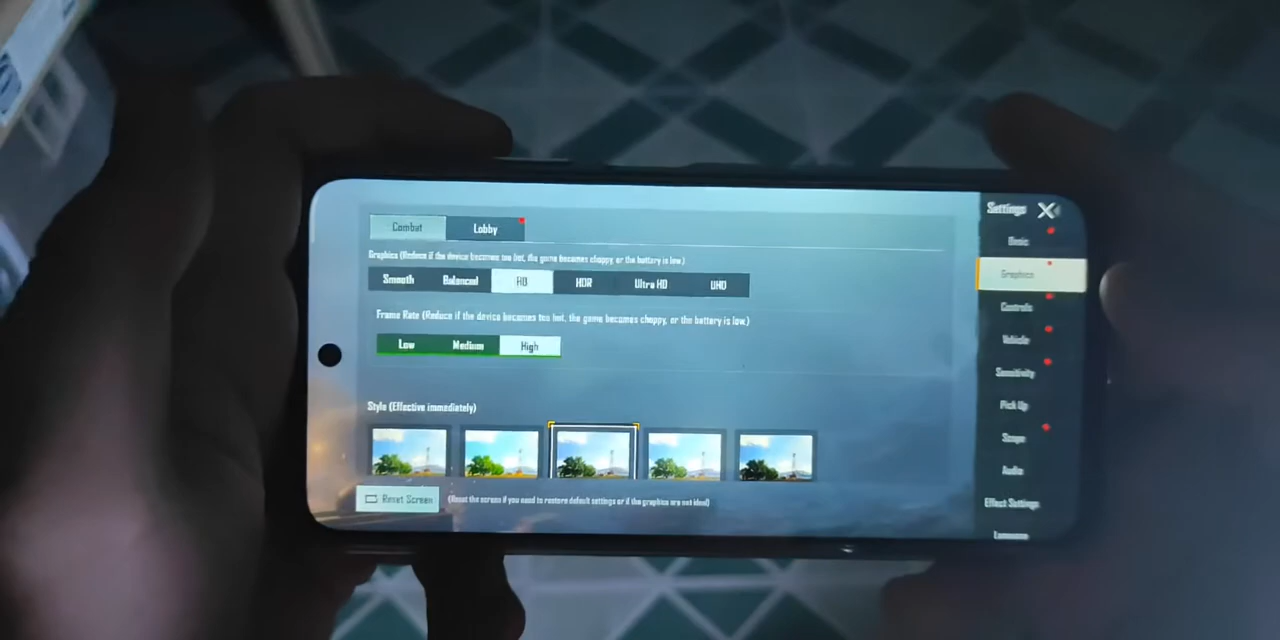 Combat Lobby
Graphics (Reduce if the device becomes too hot, the game becomes choppy, or the battery is low.)
Smooth Balanced HD HDR Ultra HD UHD
Frame Rate (Reduce if the device becomes too hot, the game becomes choppy, or the battery is low.)
Low Medium High
Style (Effective immediately)
Reset Screen (Reset the screen if you need to restore default settings or if the graphics are not ideal)
Settings X
Basic
Graphics
Controls
Vehicle
Sensitivity
Pick Up
Scope
Audio
Effect Settings
Language